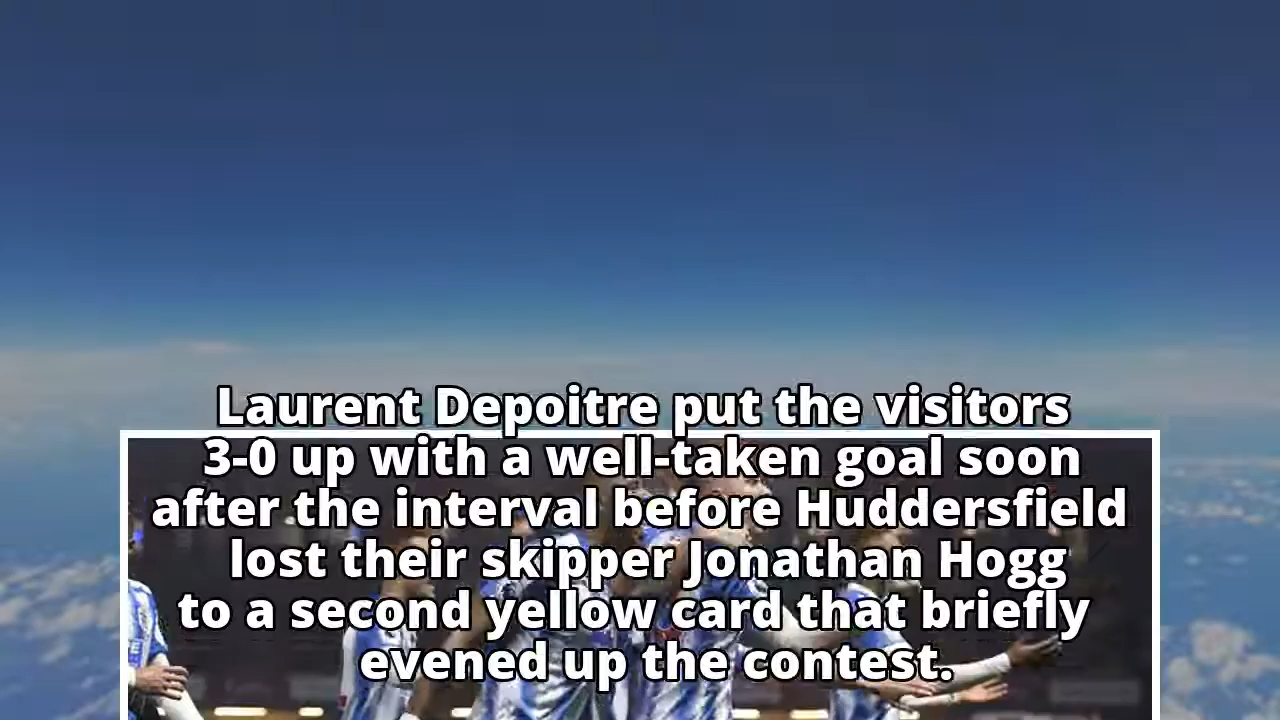 Laurent Depoitre put the visitors
3-0 up with a well-taken goal soon
after the interval before Huddersfield
lost their skipper Jonathan Hogg
to a second yellow card that briefly
evened up the contest.